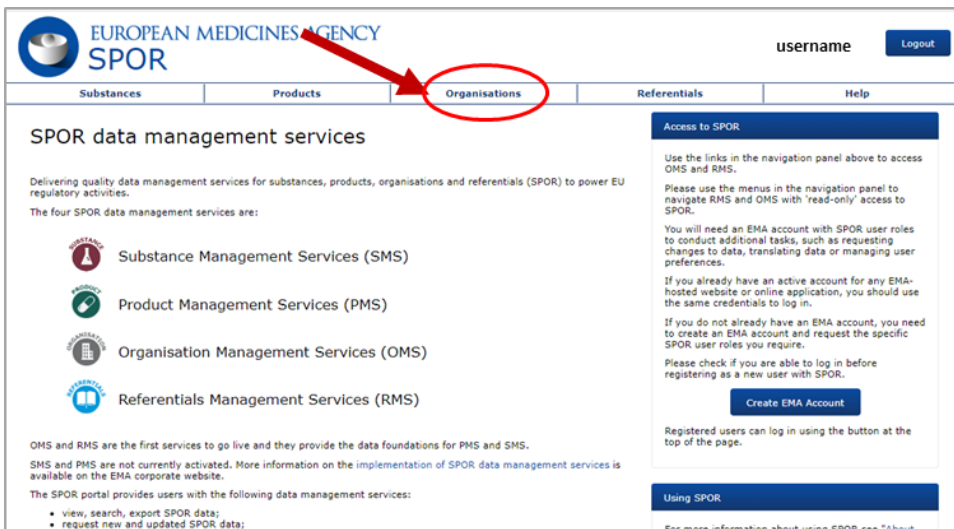 EUROPEAN MEDICINES AGENCY
SPOR
username
Logout
Substances
Products
Organisations
Referentials
Help
SPOR data management services
Delivering quality data management services for substances, products, organisations and referentials (SPOR) to power EU
regulatory activities.
The four SPOR data management services are:
SUBSTANCE
Substance Management Services (SMS)
PRODUCT
Product Management Services (PMS)
ORGANISATION
Organisation Management Services (OMS)
REFERENTIALS
Referentials Management Services (RMS)
OMS and RMS are the first services to go live and they provide the data foundations for PMS and SMS.
SMS and PMS are not currently activated. More information on the implementation of SPOR data management services is
available on the EMA corporate website.
The SPOR portal provides users with the following data management services:
• view, search, export SPOR data;
• request new and updated SPOR data;
Access to SPOR
Use the links in the navigation panel above to access
OMS and RMS.
Please use the menus in the navigation panel to
navigate RMS and OMS with 'read-only' access to
SPOR.
You will need an EMA account with SPOR user roles
to conduct additional tasks, such as requesting
changes to data, translating data or managing user
preferences.
If you already have an active account for any EMA-
hosted website or online application, you should use
the same credentials to log in.
If you do not already have an EMA account, you need
to create an EMA account and request the specific
SPOR user roles you require.
Please check if you are able to log in before
registering as a new user with SPOR.
Create EMA Account
Registered users can log in using the button at the
top of the page.
Using SPOR
For more information about using SPOR see "About